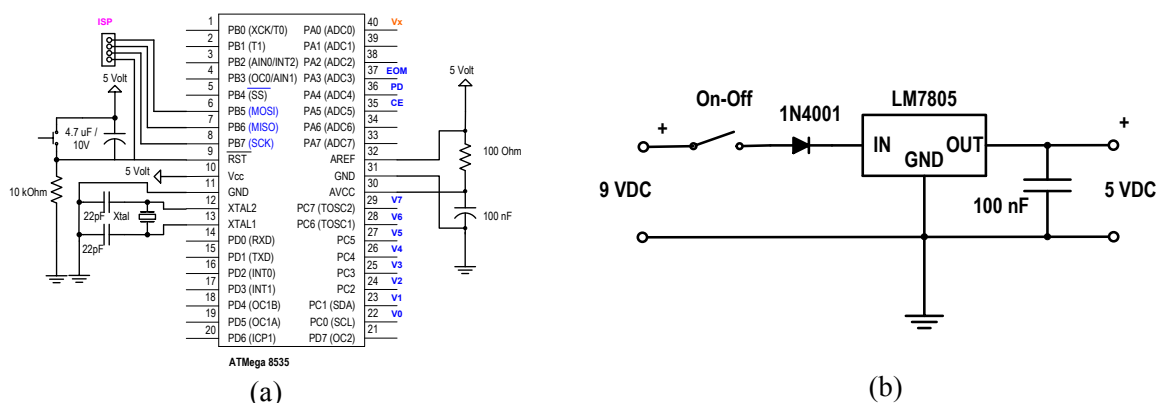 ISP
5 Volt
4.7 uF /
10V
10 kOhm
5 Volt
22pF Xtal
22pF
1 PB0 (XCK/T0) PA0 (ADC0) 40 Vx
2 PB1 (T1) PA1 (ADC1) 39
3 PB2 (AIN0/INT2) PA2 (ADC2) 38
4 PB3 (OC0/AIN1) PA3 (ADC3) 37 EOM
5 PB4 (SS) PA4 (ADC4) 36 PD
6 PB5 (MOSI) PA5 (ADC5) 35 CE
7 PB6 (MISO) PA6 (ADC6) 34
8 PB7 (SCK) PA7 (ADC7) 33
9 RST AREF 32
10 Vcc GND 31
11 GND AVCC 30
12 XTAL2 PC7 (TOSC2) 29 V7
13 XTAL1 PC6 (TOSC1) 28 V6
14 PD0 (RXD) PC5 27 V5
15 PD1 (TXD) PC4 26 V4
16 PD2 (INT0) PC3 25 V3
17 PD3 (INT1) PC2 24 V2
18 PD4 (OC1B) PC1 (SDA) 23 V1
19 PD5 (OC1A) PC0 (SCL) 22 V0
20 PD6 (ICP1) PD7 (OC2) 21
ATMega 8535
5 Volt
100 Ohm
100 nF
(a)
On-Off
1N4001
LM7805
+
IN
OUT
GND
+
9 VDC
100 nF
5 VDC
(b)